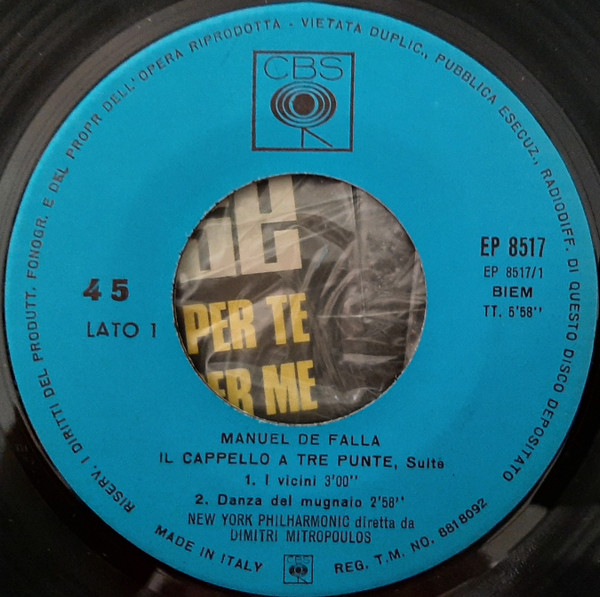 RISERV. I DIRITTI DEL PRODUTT. FONOGR. E DEL PROPR DELL'OPERA RIPRODOTTA - VIETATA DUPLIC., PUBBLICA ESECUZ., RADIODIFF. DI QUESTO DISCO DEPOSITATO
CBS
45
LATO 1
EP 8517
EP 8517/1
BIEM
TT. 5'58''
PER TE
ER ME
MANUEL DE FALLA
IL CAPPELLO A TRE PUNTE, Suite
1. I vicini 3'00''
2. Danza del mugnaio 2'58''
NEW YORK PHILHARMONIC diretta da
DIMITRI MITROPOULOS
MADE IN ITALY
REG. T.M. NO. 6818092